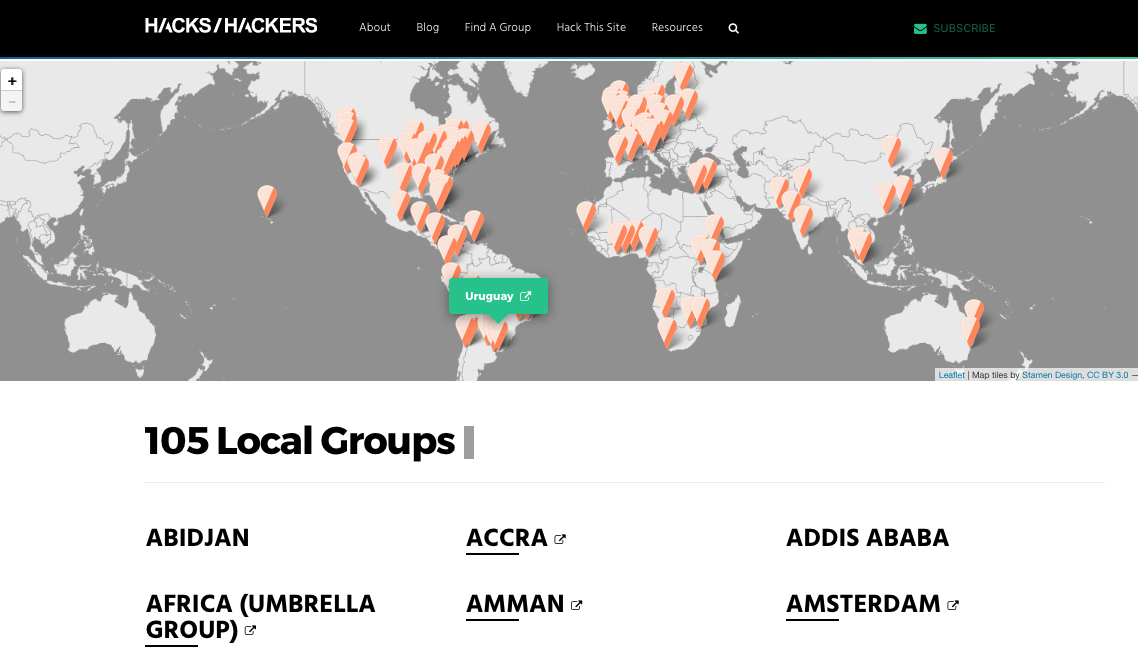 HACKS/HACKERS
About Blog Find A Group Hack This Site Resources
SUBSCRIBE
+
−
Uruguay
Leaflet | Map tiles by Stamen Design, CC BY 3.0 —
105 Local Groups
ABIDJAN
ACCRA
ADDIS ABABA
AFRICA (UMBRELLA
GROUP)
AMMAN
AMSTERDAM